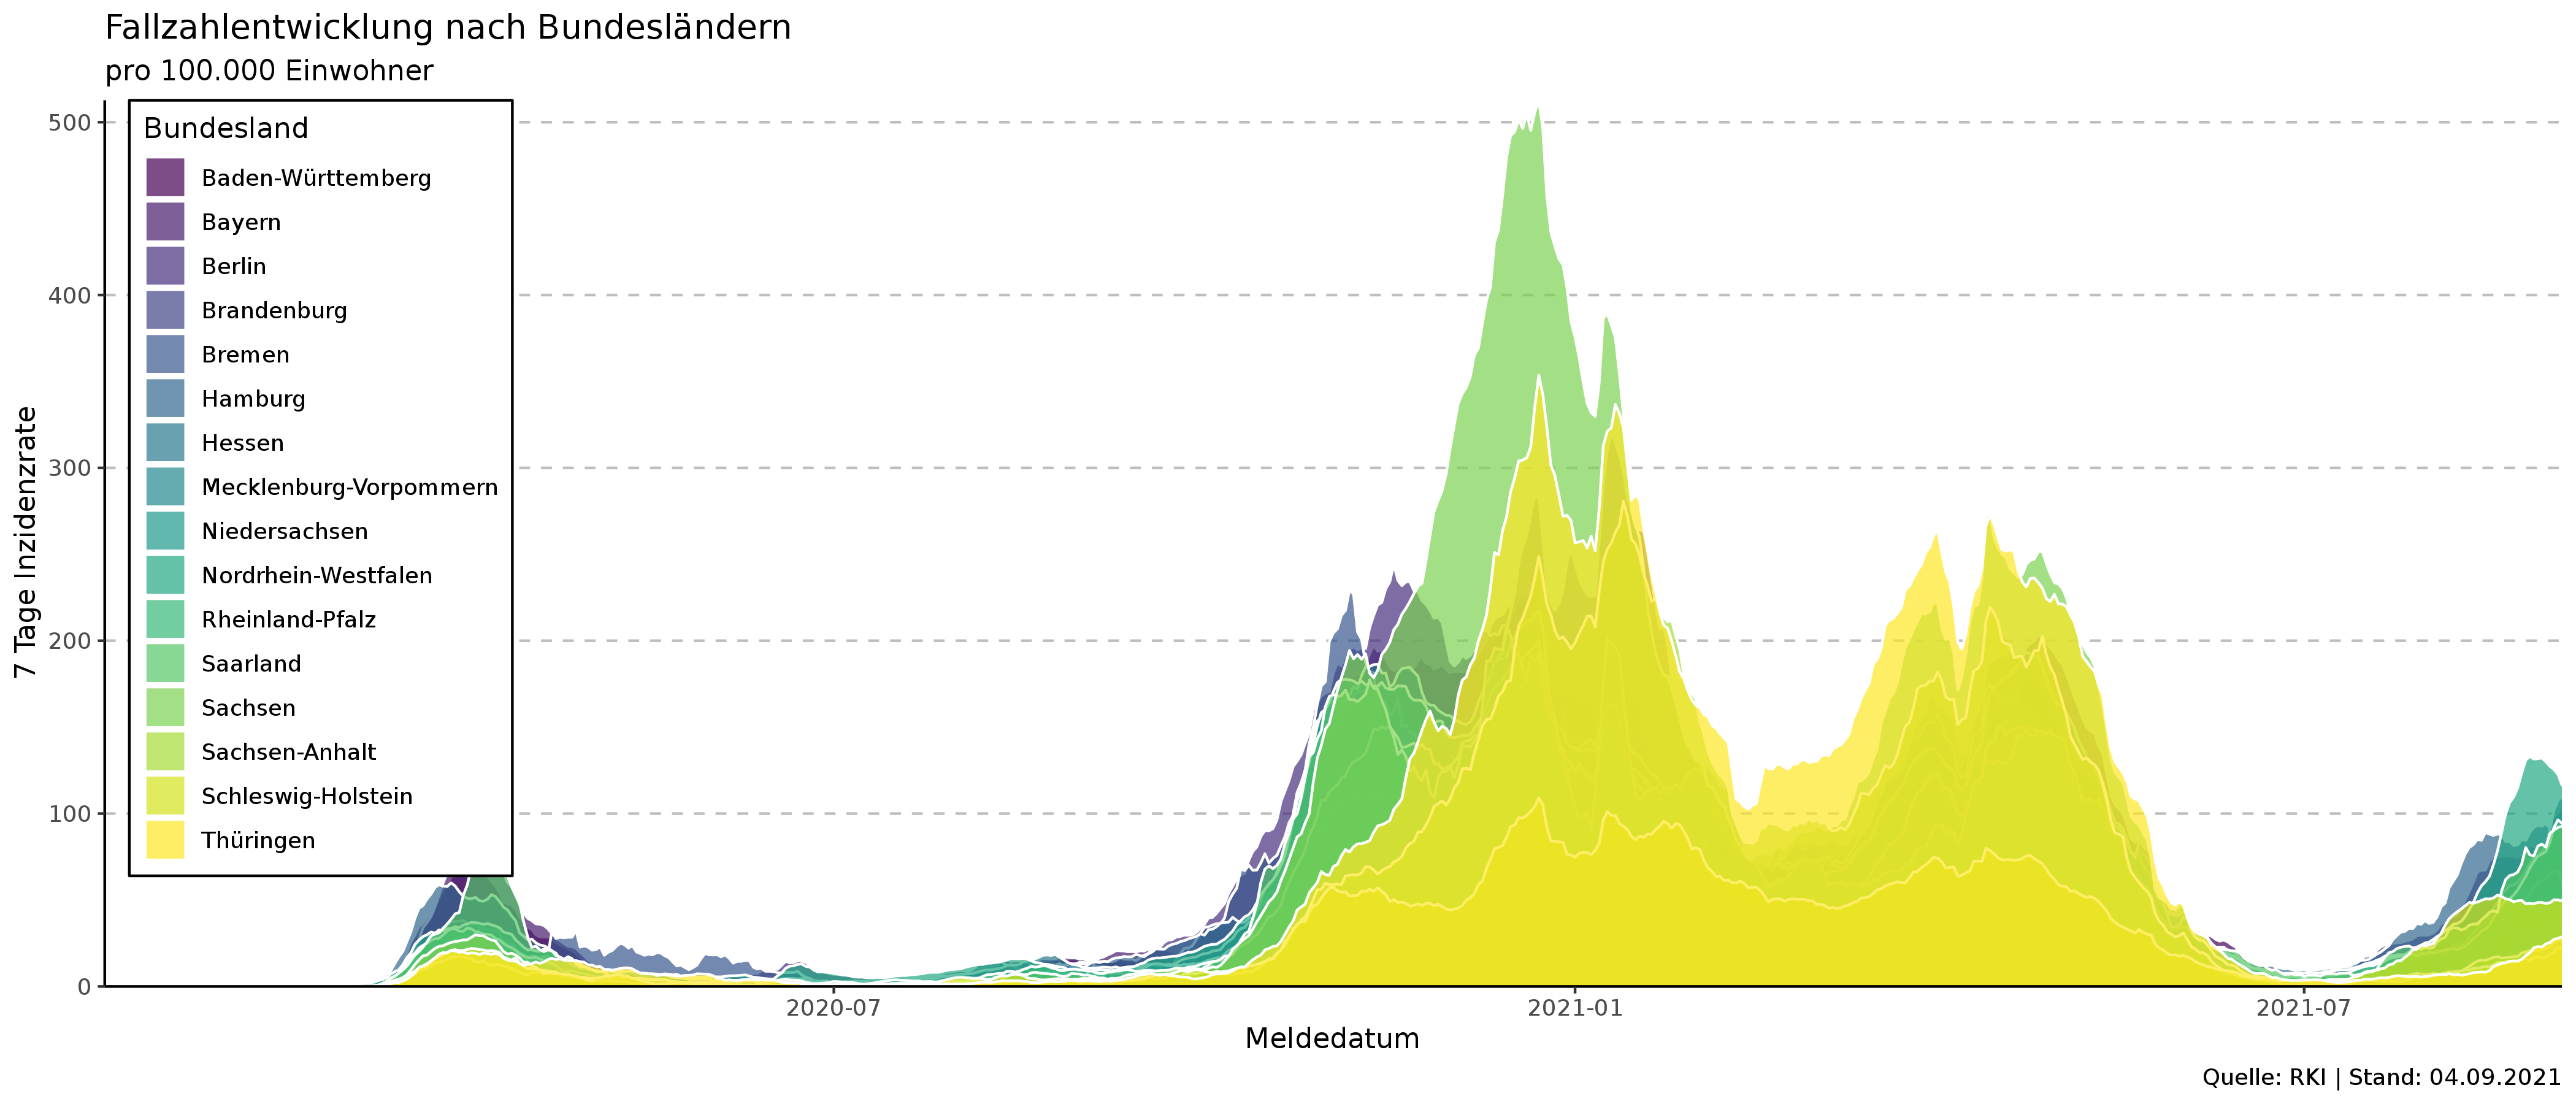 Fallzahlentwicklung nach Bundesländern
pro 100.000 Einwohner
Bundesland
Baden-Württemberg
Bayern
Berlin
Brandenburg
Bremen
Hamburg
Hessen
Mecklenburg-Vorpommern
Niedersachsen
Nordrhein-Westfalen
Rheinland-Pfalz
Saarland
Sachsen
Sachsen-Anhalt
Schleswig-Holstein
Thüringen
7 Tage Inzidenzrate
500
400
300
200
100
0
2020-07
2021-01
2021-07
Meldedatum
Quelle: RKI | Stand: 04.09.2021